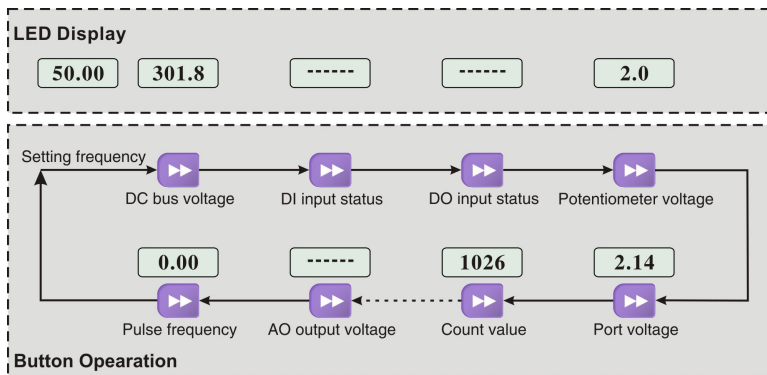 LED Display
50.00 301.8 ------ ------ 2.0
Setting frequency
DC bus voltage DI input status DO input status Potentiometer voltage
0.00 ------ 1026 2.14
Pulse frequency AO output voltage Count value Port voltage
Button Opearation